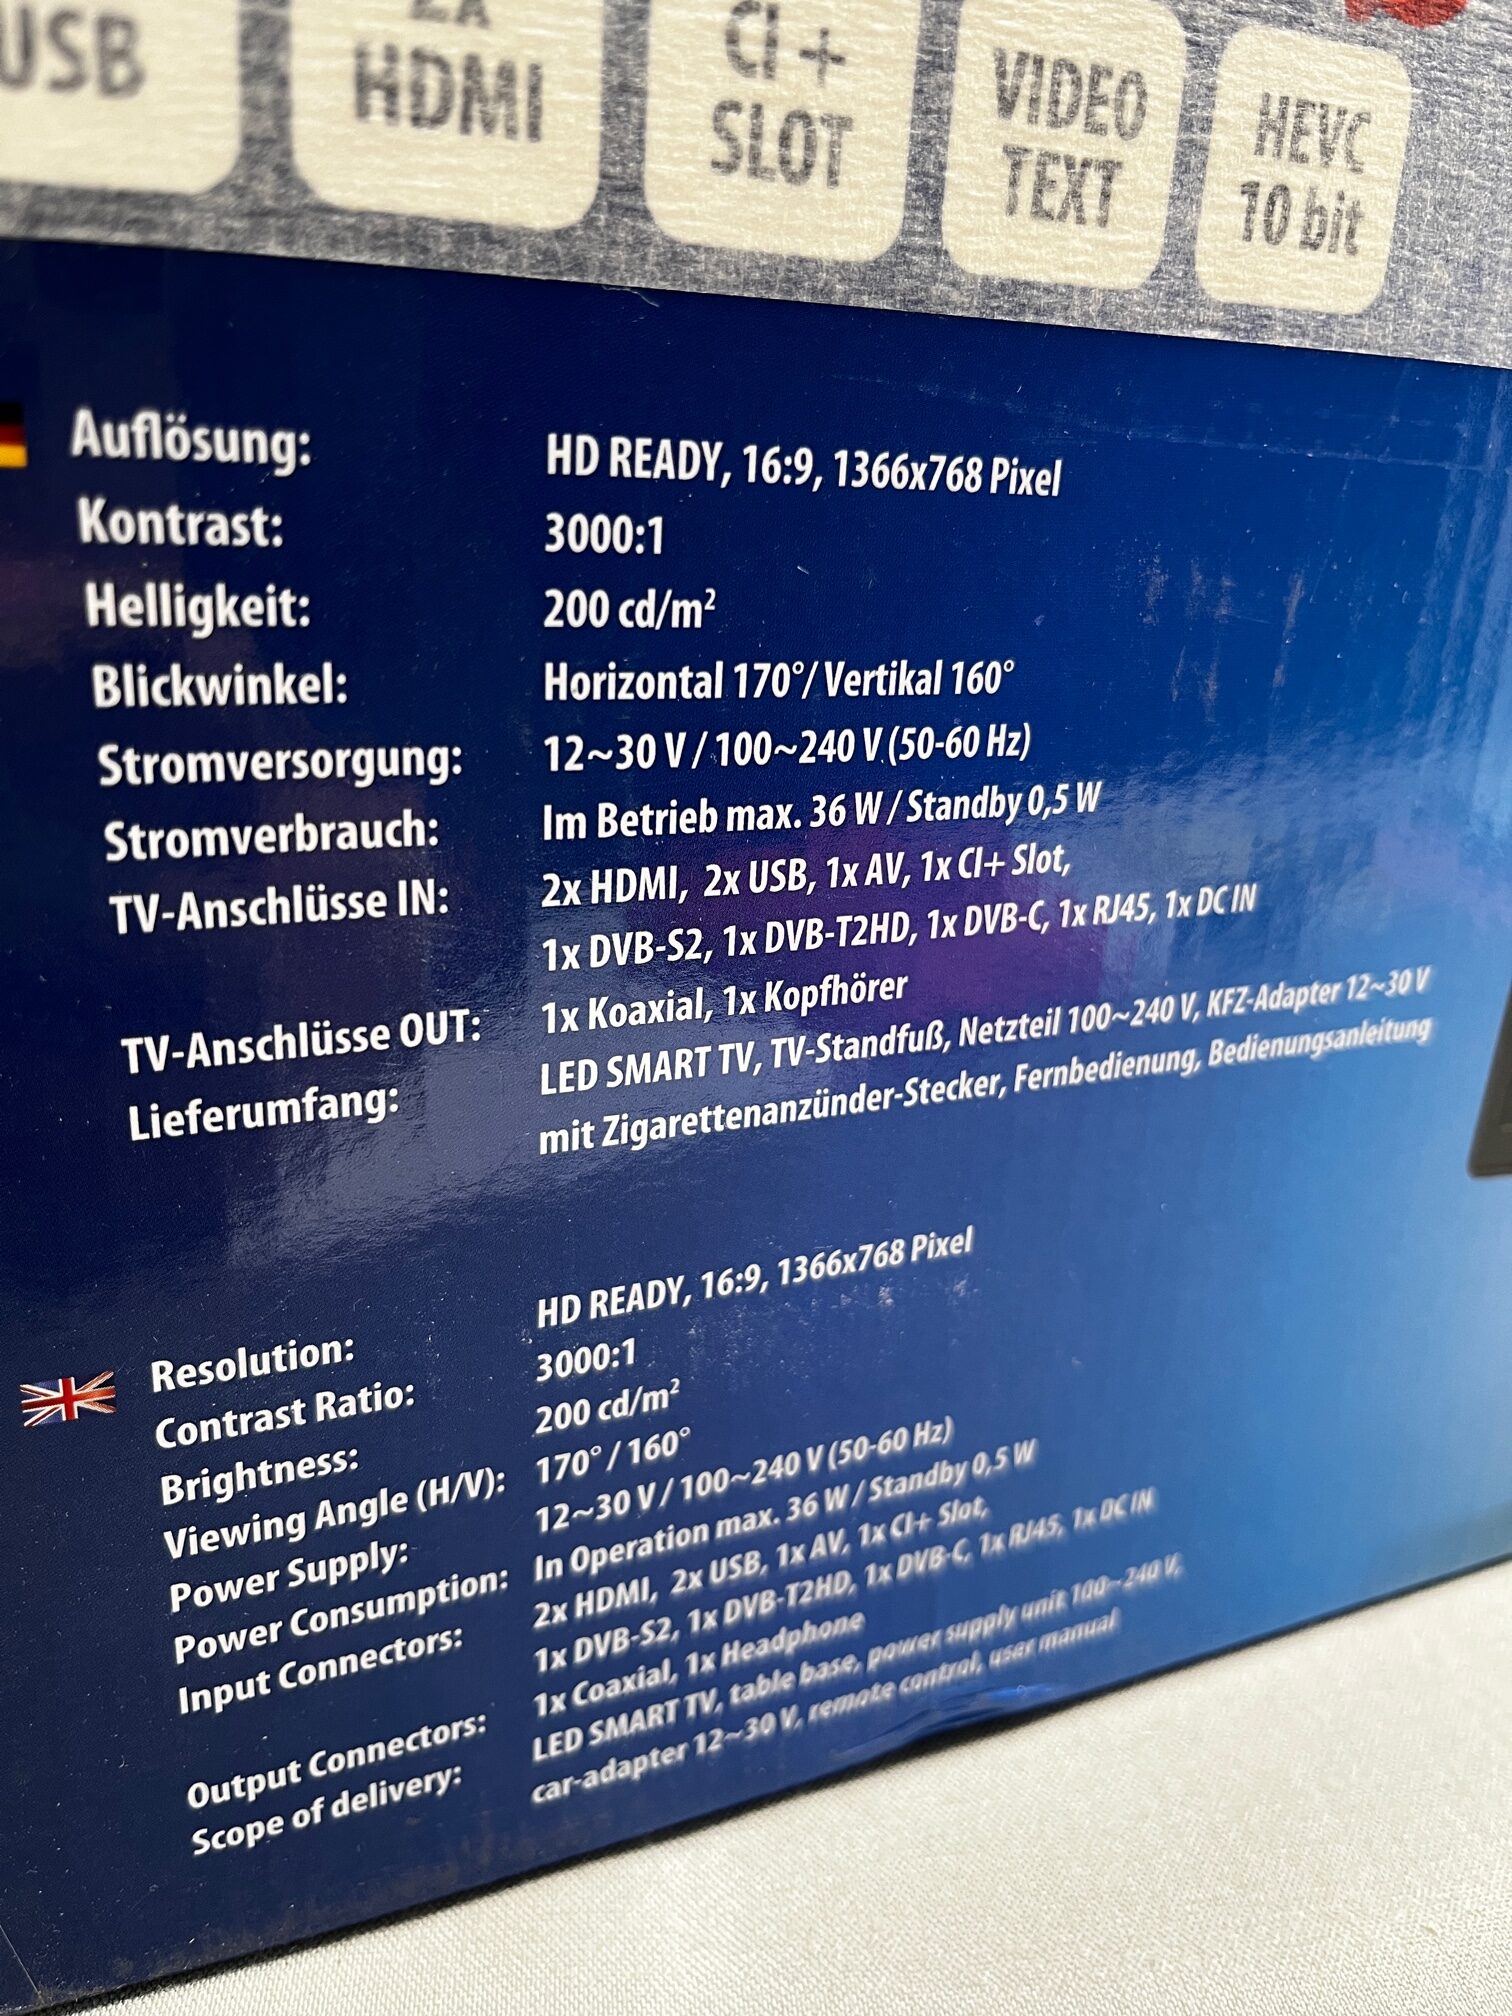 USB
2x
HDMI
CI +
SLOT
VIDEO
TEXT
HEVC
10 bit
Auflösung: HD READY, 16:9, 1366x768 Pixel
Kontrast: 3000:1
Helligkeit: 200 cd/m²
Blickwinkel: Horizontal 170°/ Vertikal 160°
Stromversorgung: 12~30 V / 100~240 V (50-60 Hz)
Stromverbrauch: Im Betrieb max. 36 W / Standby 0,5 W
TV-Anschlüsse IN: 2x HDMI, 2x USB, 1x AV, 1x CI+ Slot,
1x DVB-S2, 1x DVB-T2HD, 1x DVB-C, 1x RJ45, 1x DC IN
TV-Anschlüsse OUT: 1x Koaxial, 1x Kopfhörer
Lieferumfang: LED SMART TV, TV-Standfuß, Netzteil 100~240 V, KFZ-Adapter 12~30 V
mit Zigarettenanzünder-Stecker, Fernbedienung, Bedienungsanleitung
Resolution: HD READY, 16:9, 1366x768 Pixel
Contrast Ratio: 3000:1
Brightness: 200 cd/m²
Viewing Angle (H/V): 170° / 160°
Power Supply: 12~30 V / 100~240 V (50-60 Hz)
Power Consumption: In Operation max. 36 W / Standby 0,5 W
Input Connectors: 2x HDMI, 2x USB, 1x AV, 1x CI+ Slot,
1x DVB-S2, 1x DVB-T2HD, 1x DVB-C, 1x RJ45, 1x DC IN
Output Connectors: 1x Coaxial, 1x Headphone
Scope of delivery: LED SMART TV, table base, power supply unit 100~240 V,
car-adapter 12~30 V, remote control, user manual